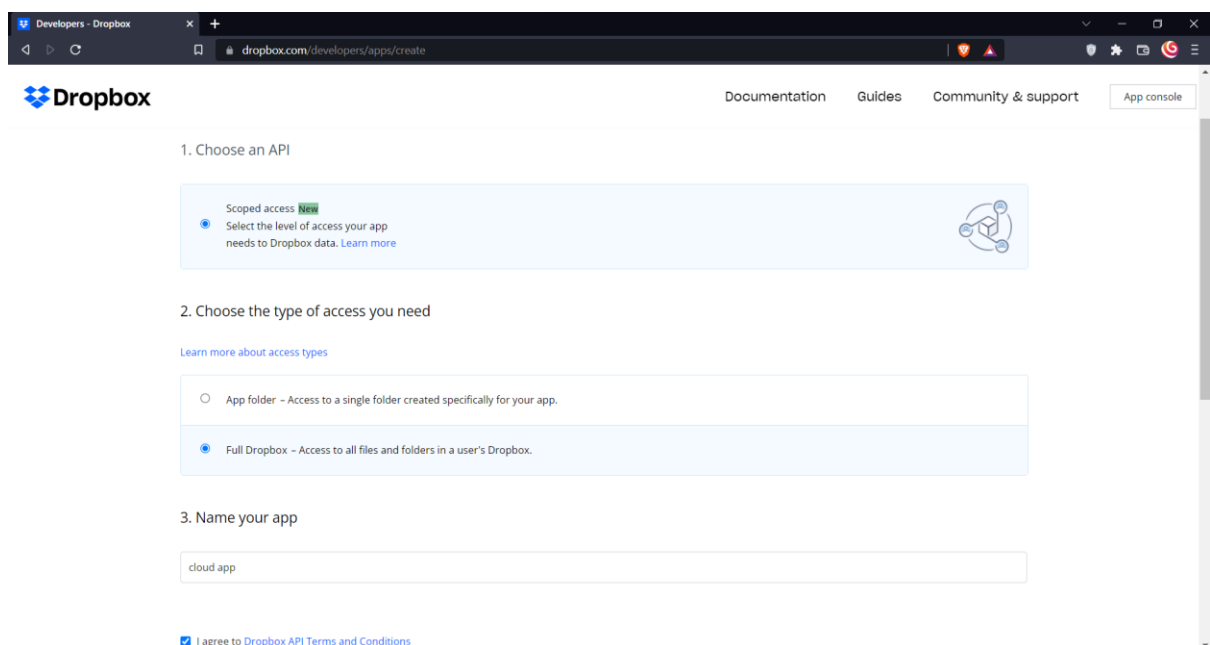 Developers - Dropbox
dropbox.com/developers/apps/create
Dropbox
Documentation
Guides
Community & support
App console
1. Choose an API
Scoped access New
Select the level of access your app
needs to Dropbox data. Learn more
2. Choose the type of access you need
Learn more about access types
App folder – Access to a single folder created specifically for your app.
Full Dropbox – Access to all files and folders in a user's Dropbox.
3. Name your app
cloud app
I agree to Dropbox API Terms and Conditions